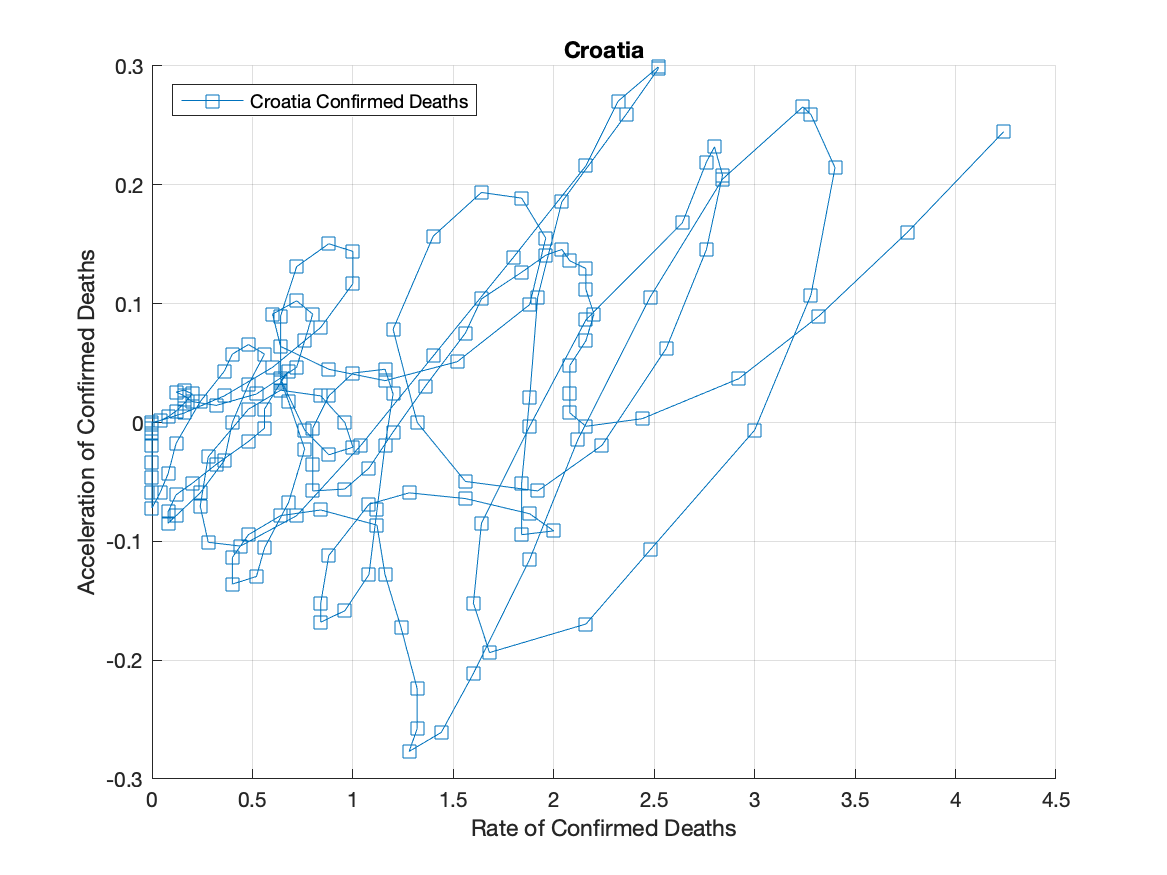 Croatia
Croatia Confirmed Deaths
Acceleration of Confirmed Deaths
0.3
0.2
0.1
0
-0.1
-0.2
-0.3
0 0.5 1 1.5 2 2.5 3 3.5 4 4.5
Rate of Confirmed Deaths